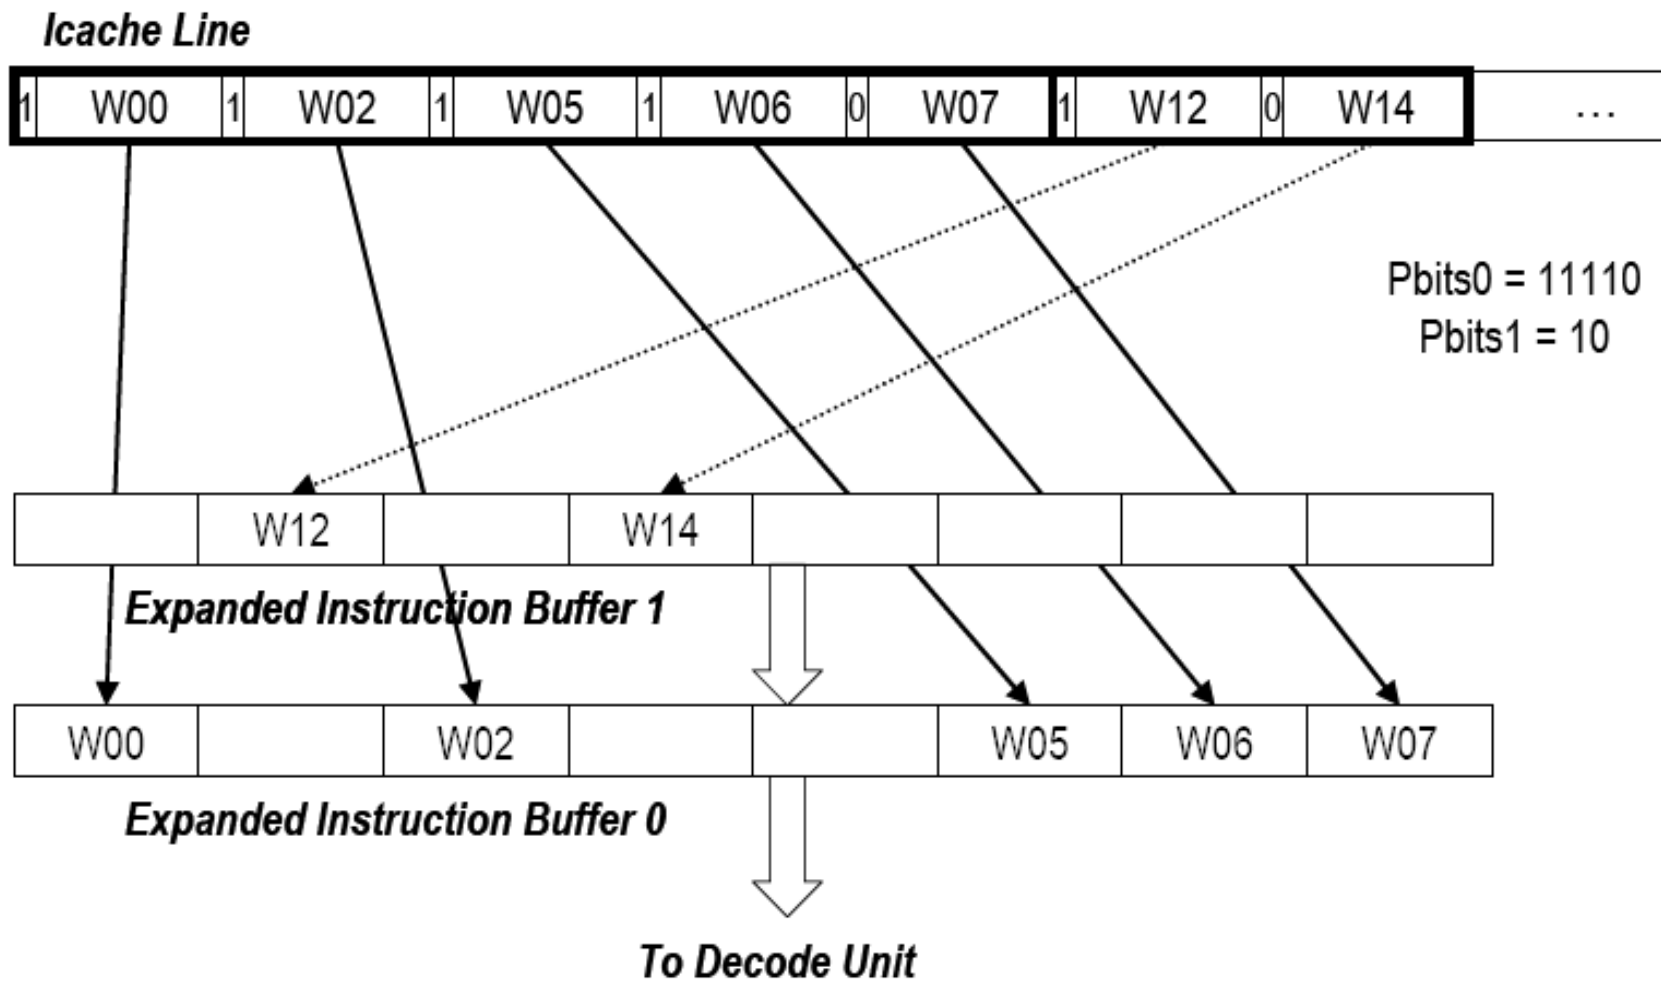 Icache Line
1 W00 1 W02 1 W05 1 W06 0 W07 1 W12 0 W14 ...
Pbits0 = 11110
Pbits1 = 10
W12 W14
Expanded Instruction Buffer 1
W00 W02 W05 W06 W07
Expanded Instruction Buffer 0
To Decode Unit